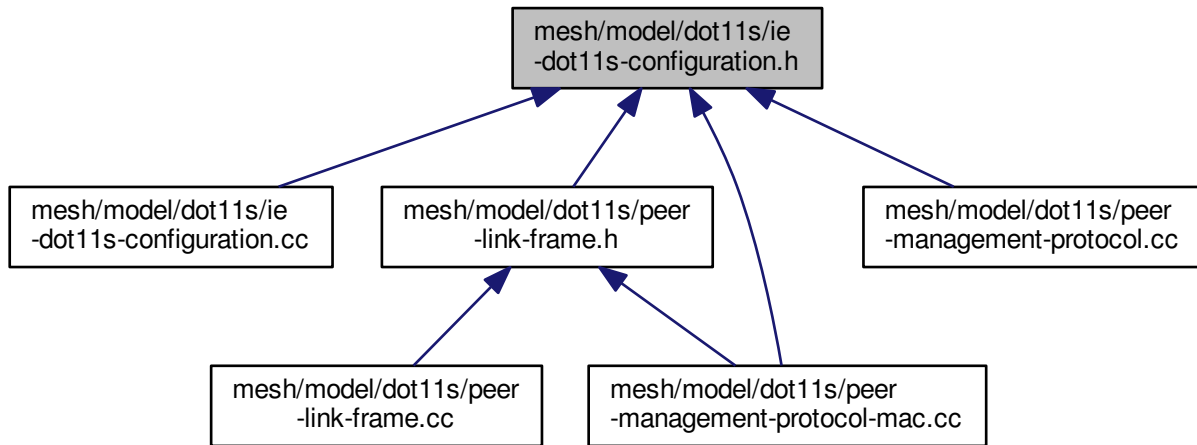 mesh/model/dot11s/ie
-dot11s-configuration.h
mesh/model/dot11s/ie
-dot11s-configuration.cc
mesh/model/dot11s/peer
-link-frame.h
mesh/model/dot11s/peer
-management-protocol.cc
mesh/model/dot11s/peer
-link-frame.cc
mesh/model/dot11s/peer
-management-protocol-mac.cc